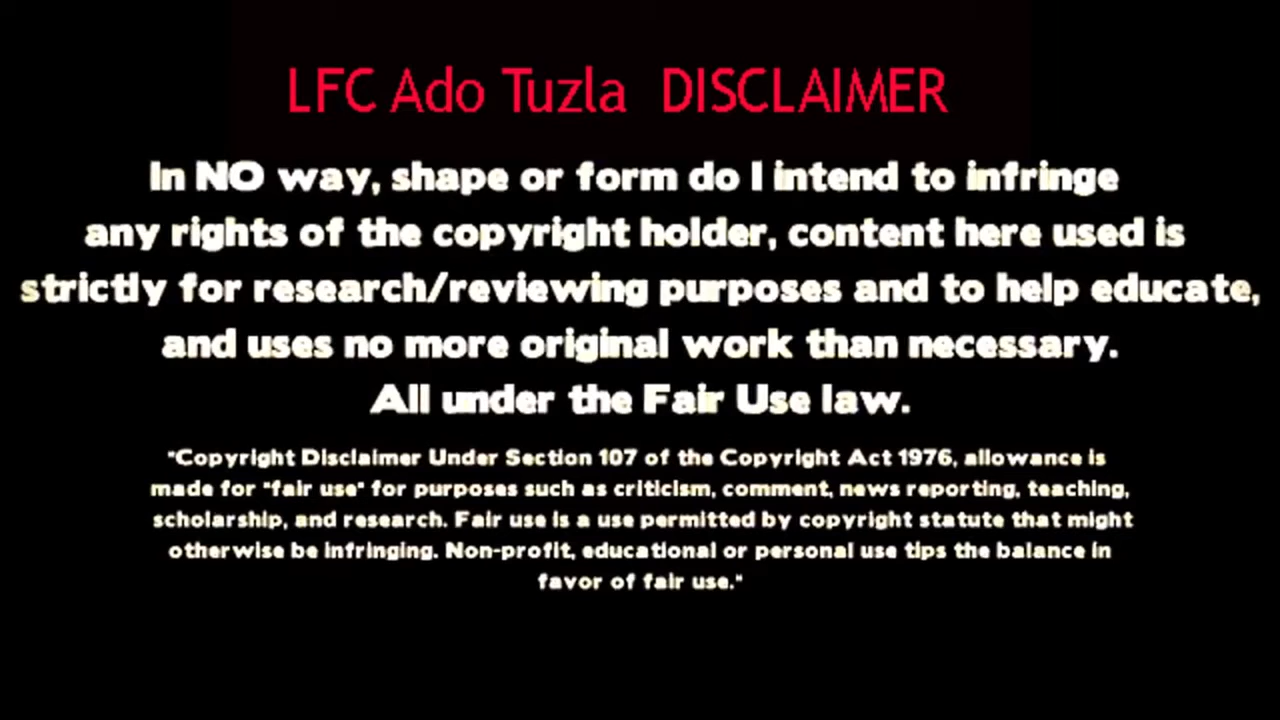 LFC Ado Tuzla DISCLAIMER
In NO way, shape or form do I intend to infringe
any rights of the copyright holder, content here used is
strictly for research/reviewing purposes and to help educate,
and uses no more original work than necessary.
All under the Fair Use law.
"Copyright Disclaimer Under Section 107 of the Copyright Act 1976, allowance is
made for "fair use" for purposes such as criticism, comment, news reporting, teaching,
scholarship, and research. Fair use is a use permitted by copyright statute that might
otherwise be infringing. Non-profit, educational or personal use tips the balance in
favor of fair use."